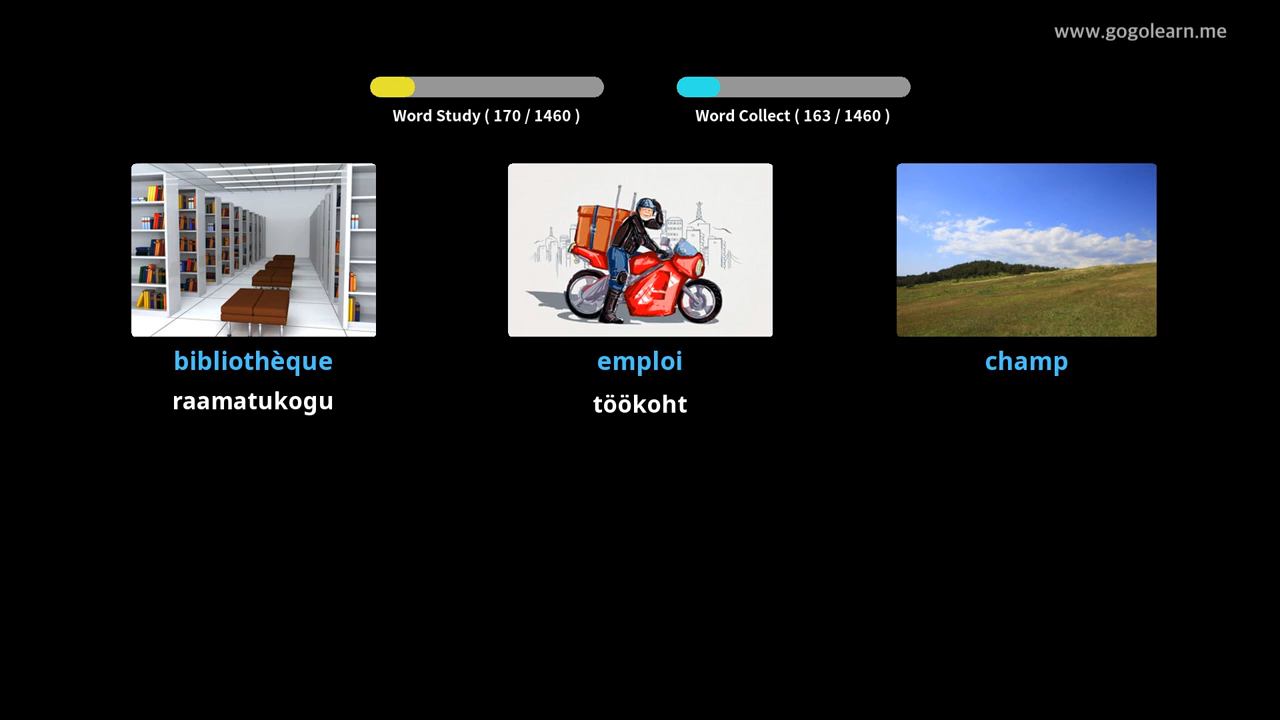 www.gogolearn.me
Word Study ( 170 / 1460 )
Word Collect ( 163 / 1460 )
bibliothèque
raamatukogu
emploi
töökoht
champ